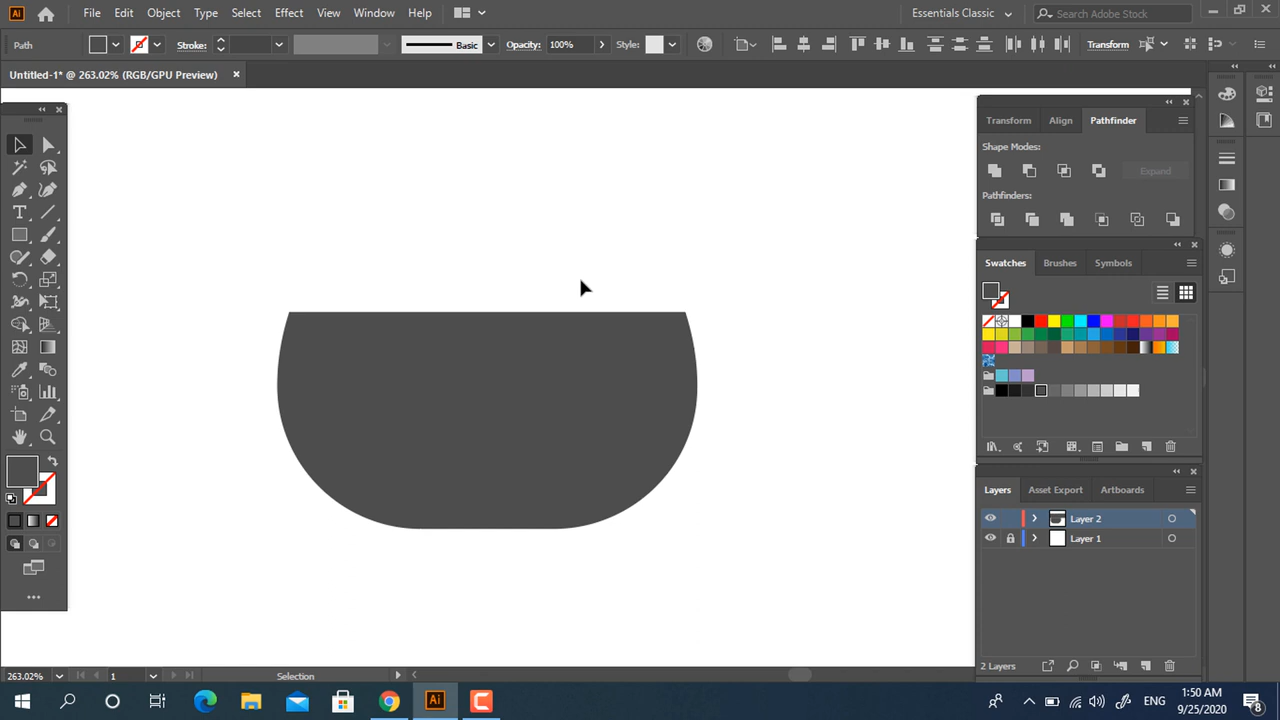 Ai File Edit Object Type Select Effect View Window Help Essentials Classic Search Adobe Stock
Path Stroke: Basic Opacity: 100% Style: Transform
Untitled-1* @ 263.02% (RGB/GPU Preview)
Transform Align Pathfinder
Shape Modes:
Expand
Pathfinders:
Swatches Brushes Symbols
Layers Asset Export Artboards
Layer 2
Layer 1
2 Layers
263.02% 1 Selection
Ai ENG 1:50 AM
9/25/2020 8